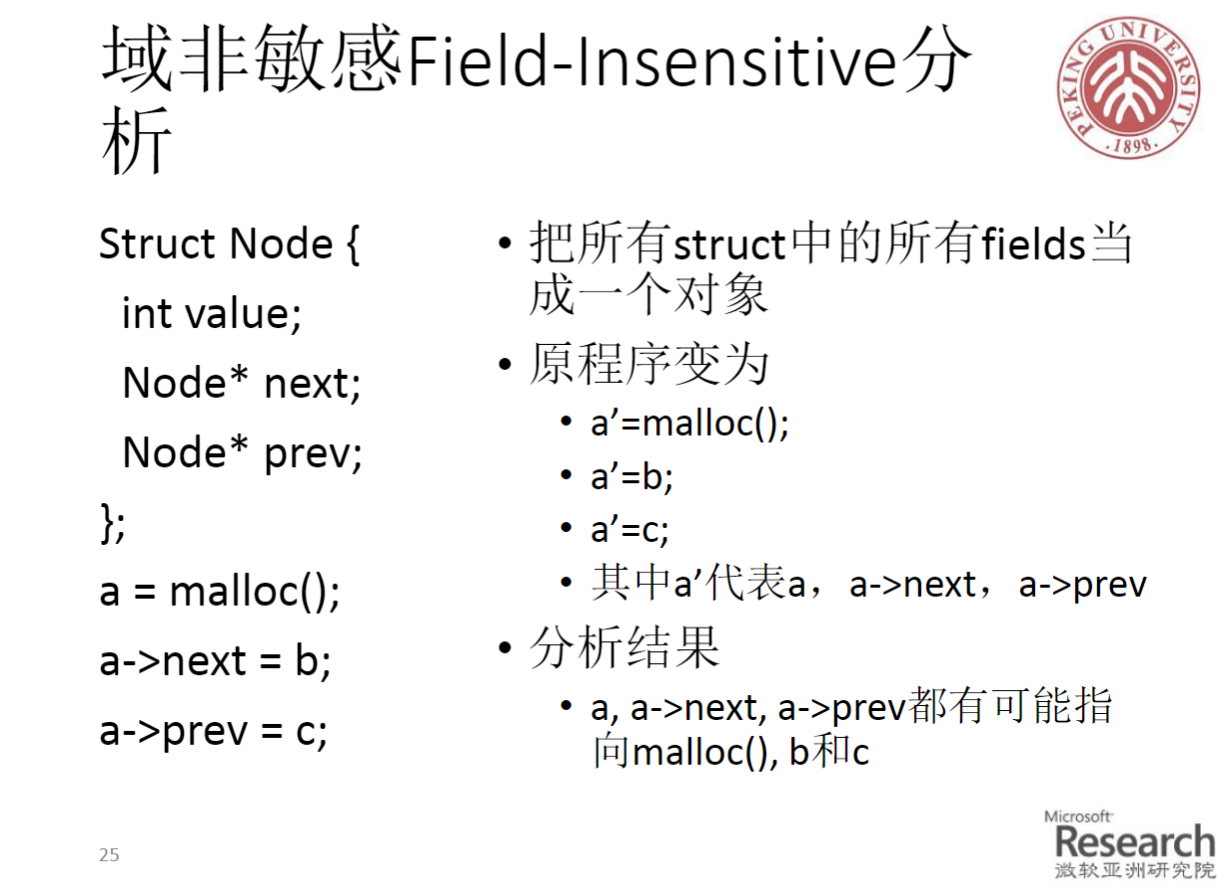 域非敏感Field-Insensitive分
析
PEKING UNIVERSITY
·1898·
Struct Node {
int value;
Node* next;
Node* prev;
};
a = malloc();
a->next = b;
a->prev = c;
• 把所有struct中的所有fields当
成一个对象
• 原程序变为
• a’=malloc();
• a’=b;
• a’=c;
• 其中a’代表a，a->next，a->prev
• 分析结果
• a, a->next, a->prev都有可能指
向malloc(), b和c
25
Microsoft
Research
微软亚洲研究院